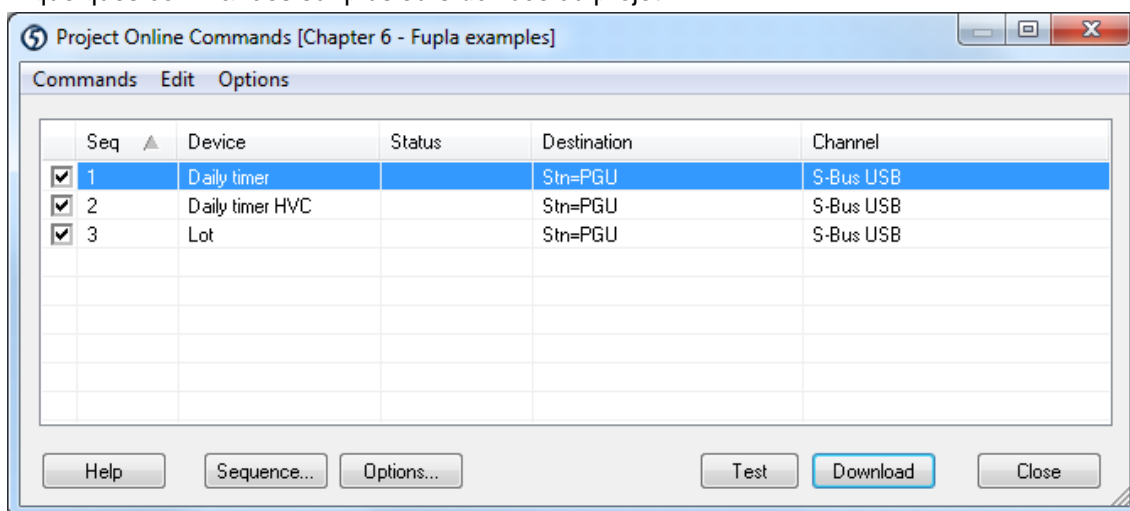 Project Online Commands [Chapter 6 - Fupla examples]
Commands Edit Options
Seq Device Status Destination Channel
1 Daily timer Stn=PGU S-Bus USB
2 Daily timer HVC Stn=PGU S-Bus USB
3 Lot Stn=PGU S-Bus USB
Help Sequence... Options... Test Download Close